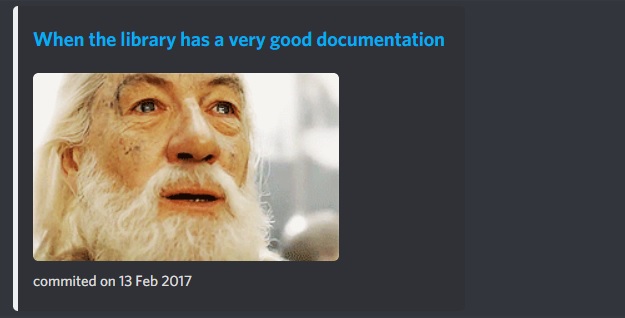 When the library has a very good documentation
commited on 13 Feb 2017